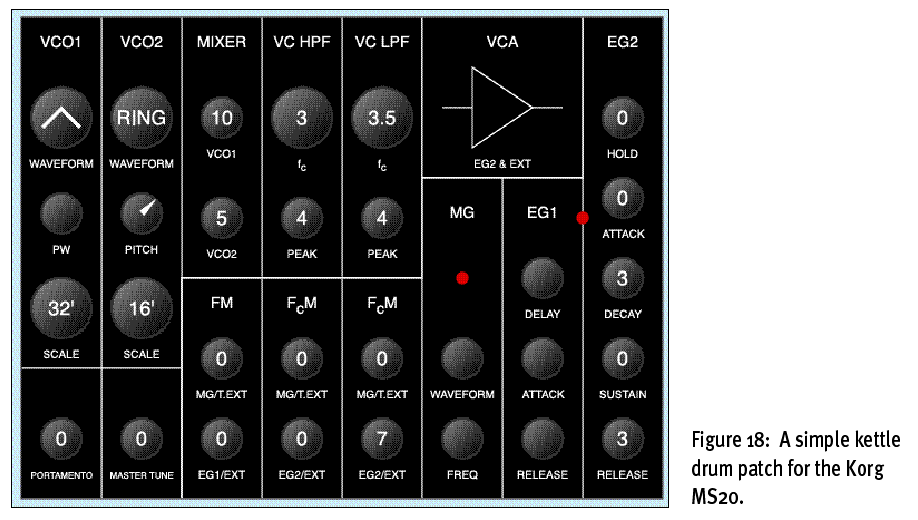 VCO1 VCO2 MIXER VC HPF VC LPF VCA EG2
RING 10 3 3.5 0
HOLD
VCO1
WAVEFORM WAVEFORM fc fc EG2 & EXT
0
5 4 4 MG EG1
ATTACK
PW PITCH VCO2 PEAK PEAK
3
32' 16' FM FcM FcM DELAY DECAY
SCALE SCALE 0 0 0 0
MG/T.EXT MG/T.EXT MG/T.EXT WAVEFORM ATTACK SUSTAIN
0 0 0 0 7 3
PORTAMENTO MASTER TUNE EG1/EXT EG2/EXT EG2/EXT FREQ RELEASE RELEASE
Figure 18: A simple kettle
drum patch for the Korg
MS20.